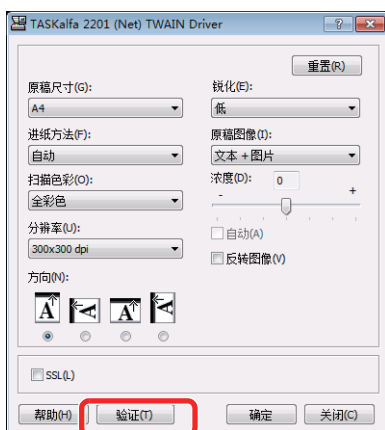 TASKalfa 2201 (Net) TWAIN Driver
重置(R)
原稿尺寸(G):
A4
进纸方法(F):
自动
扫描色彩(O):
全彩色
分辨率(U):
300x300 dpi
方向(N):
A A A A
锐化(E):
低
原稿图像(I):
文本 + 图片
浓度(D): 0
- +
自动(A)
反转图像(V)
SSL(L)
帮助(H) 验证(T) 确定 关闭(C)